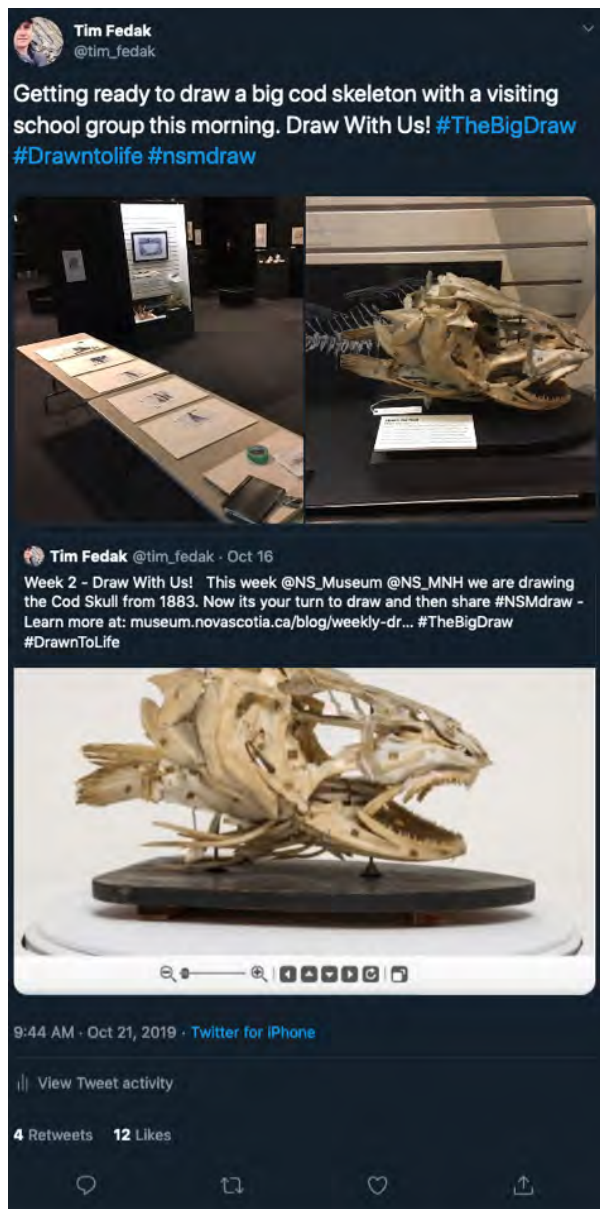 Tim Fedak
@tim_fedak
Getting ready to draw a big cod skeleton with a visiting
school group this morning. Draw With Us! #TheBigDraw
#Drawntolife #nsmdraw
Tim Fedak @tim_fedak · Oct 16
Week 2 - Draw With Us!   This week @NS_Museum @NS_MNH we are drawing
the Cod Skull from 1883. Now its your turn to draw and then share #NSMdraw -
Learn more at: museum.novascotia.ca/blog/weekly-dr... #TheBigDraw
#DrawnToLife
9:44 AM · Oct 21, 2019 · Twitter for iPhone
View Tweet activity
4 Retweets 12 Likes